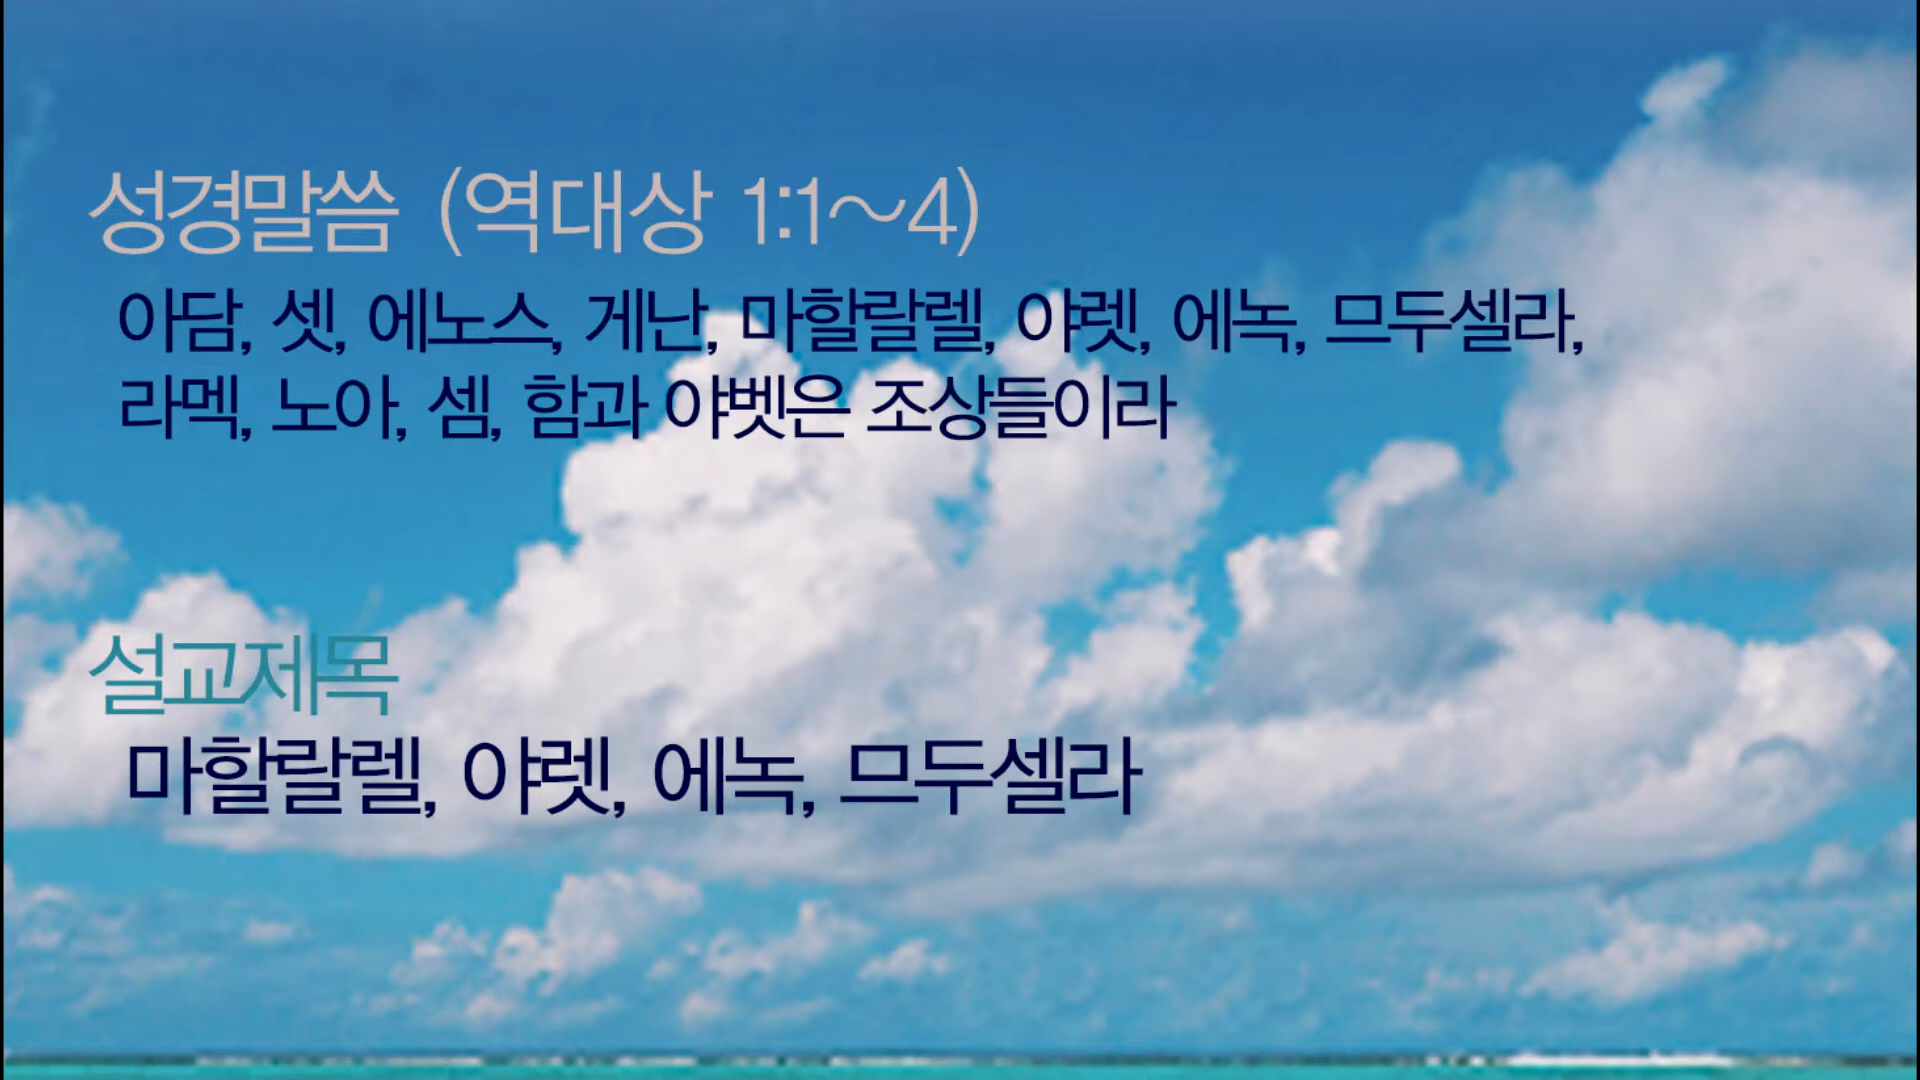 성경말씀 (역대상 1:1~4)
아담, 셋, 에노스, 게난, 마할랄렐, 야렛, 에녹, 므두셀라,
라멕, 노아, 셈, 함과 야벳은 조상들이라
설교제목
마할랄렐, 야렛, 에녹, 므두셀라